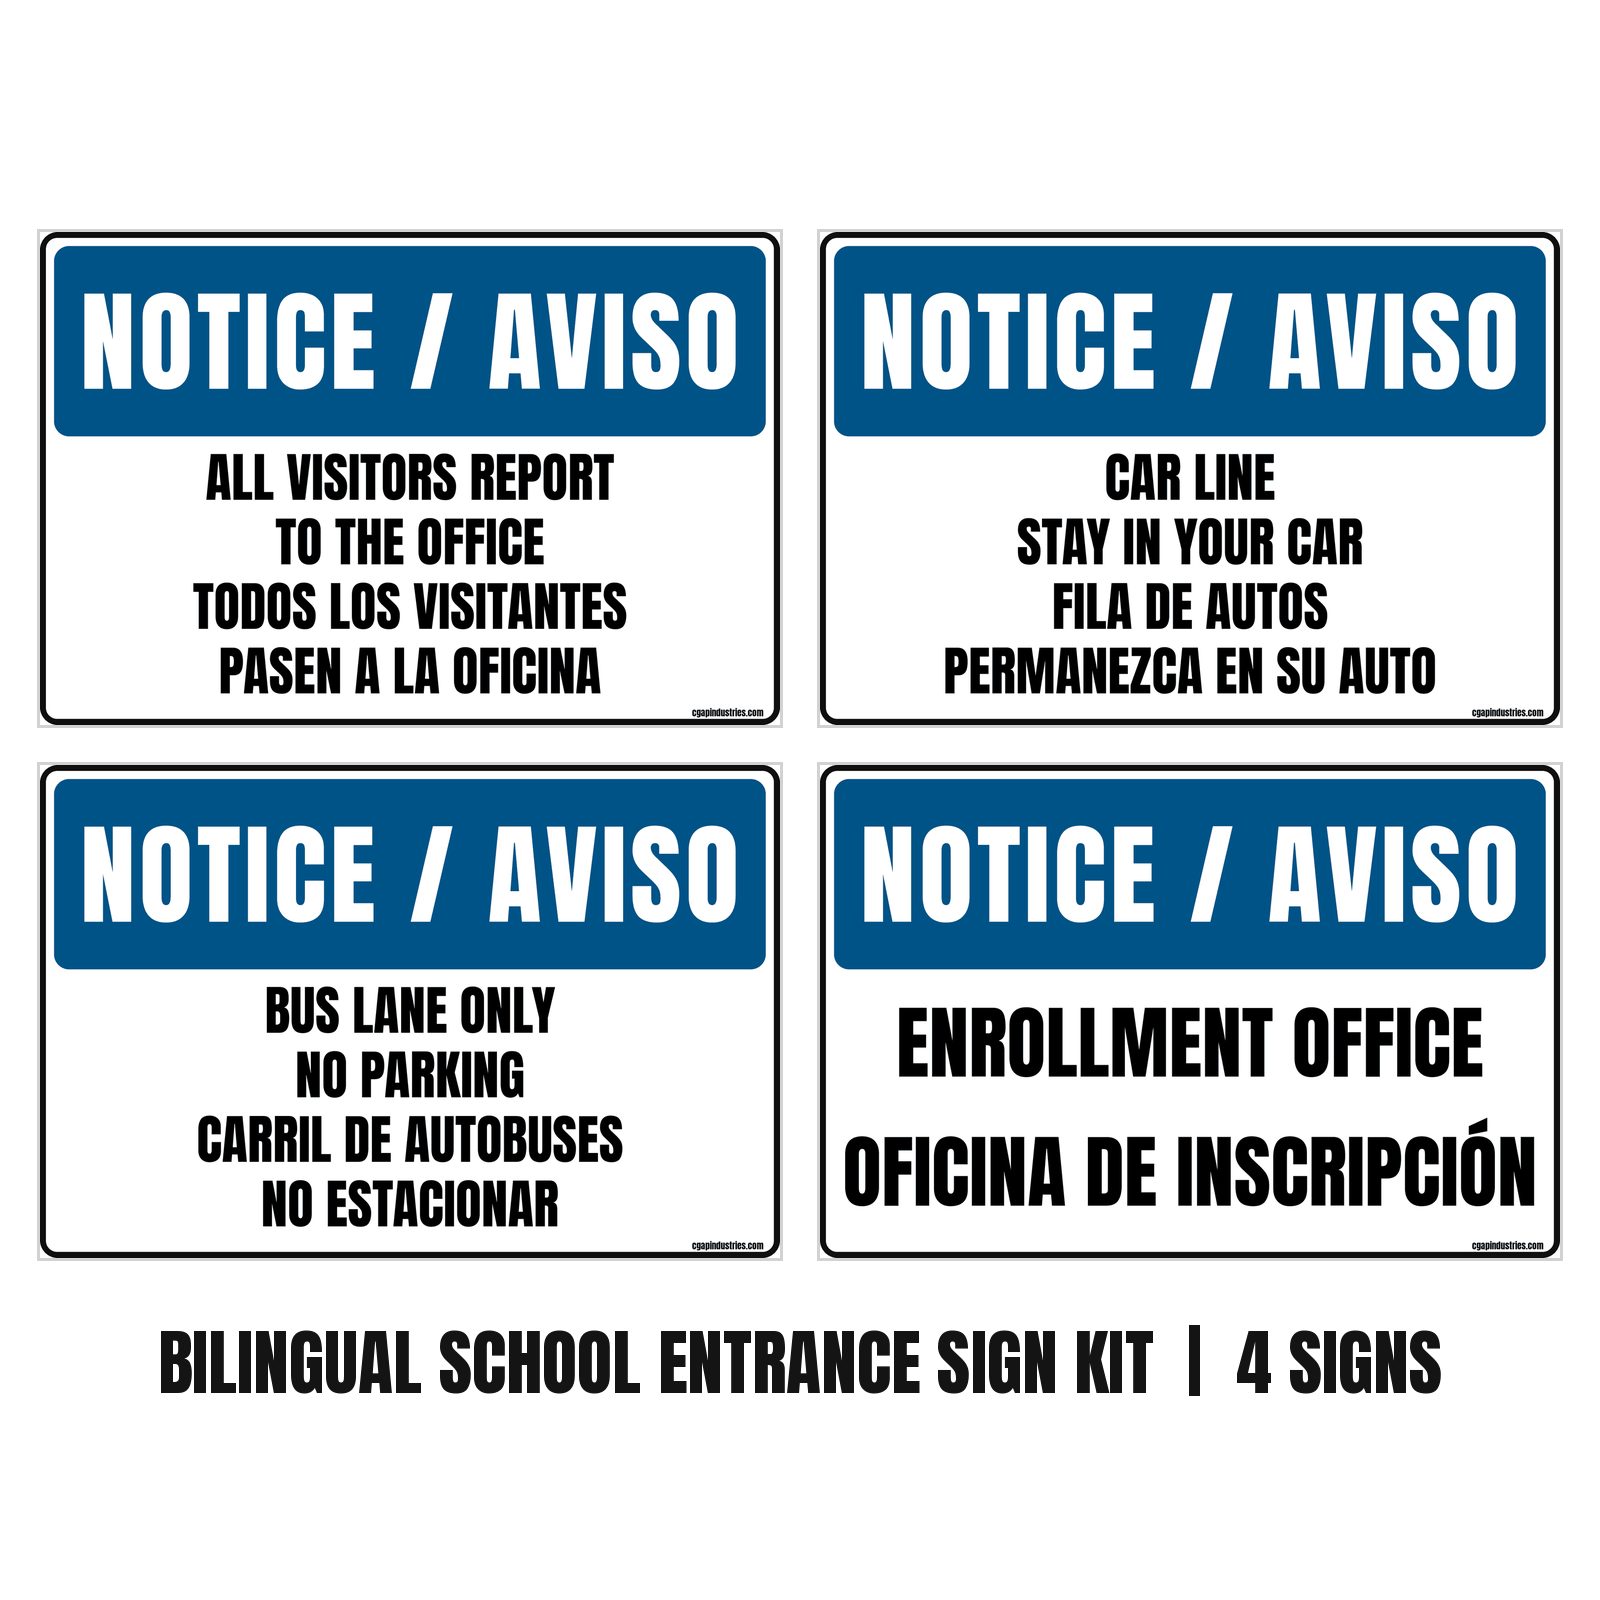 NOTICE / AVISO
ALL VISITORS REPORT
TO THE OFFICE
TODOS LOS VISITANTES
PASEN A LA OFICINA
cgapindustries.com
NOTICE / AVISO
CAR LINE
STAY IN YOUR CAR
FILA DE AUTOS
PERMANEZCA EN SU AUTO
cgapindustries.com
NOTICE / AVISO
BUS LANE ONLY
NO PARKING
CARRIL DE AUTOBUSES
NO ESTACIONAR
cgapindustries.com
NOTICE / AVISO
ENROLLMENT OFFICE
OFICINA DE INSCRIPCIÓN
cgapindustries.com
BILINGUAL SCHOOL ENTRANCE SIGN KIT | 4 SIGNS